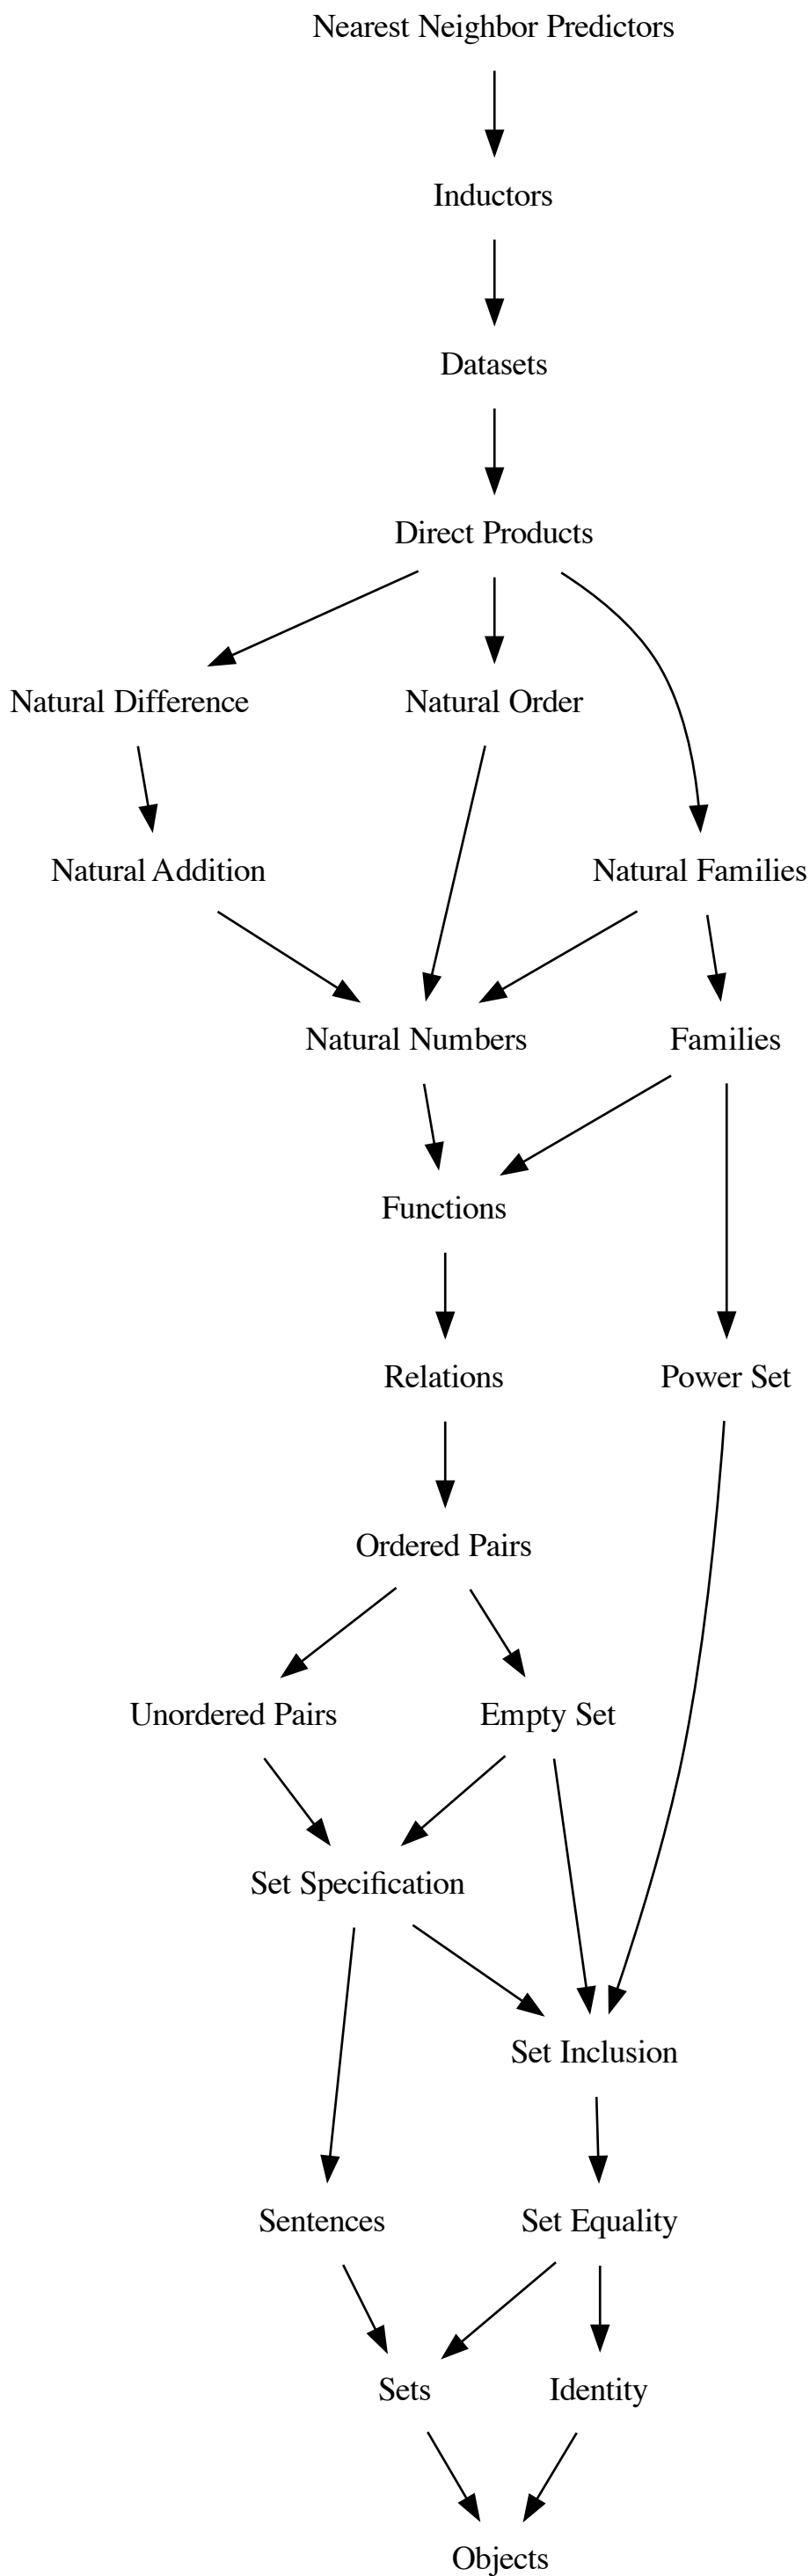 Nearest Neighbor Predictors
Inductors
Datasets
Direct Products
Natural Difference
Natural Order
Natural Addition
Natural Families
Natural Numbers
Families
Functions
Relations
Power Set
Ordered Pairs
Unordered Pairs
Empty Set
Set Specification
Set Inclusion
Sentences
Set Equality
Sets
Identity
Objects